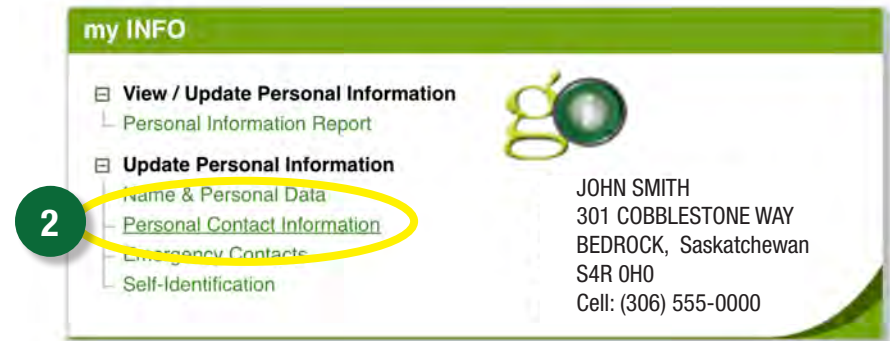 my INFO
View / Update Personal Information
Personal Information Report
Update Personal Information
Name & Personal Data
2
Personal Contact Information
Emergency Contacts
Self-Identification
go
i
JOHN SMITH
301 COBBLESTONE WAY
BEDROCK, Saskatchewan
S4R 0H0
Cell: (306) 555-0000